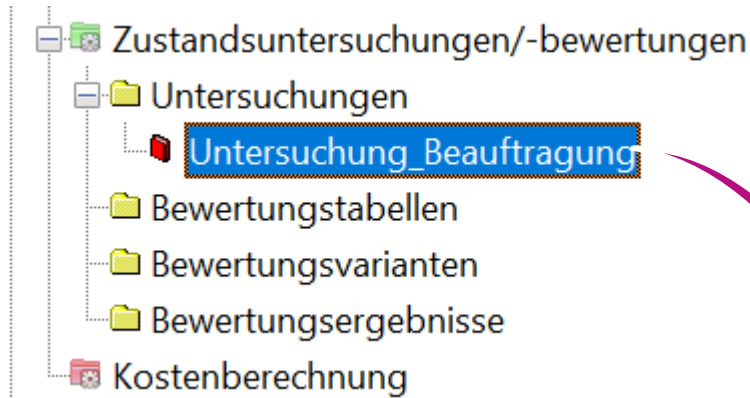 Zustandsuntersuchungen/-bewertungen
Untersuchungen
Untersuchung_Beauftragung
Bewertungstabellen
Bewertungsvarianten
Bewertungsergebnisse
Kostenberechnung